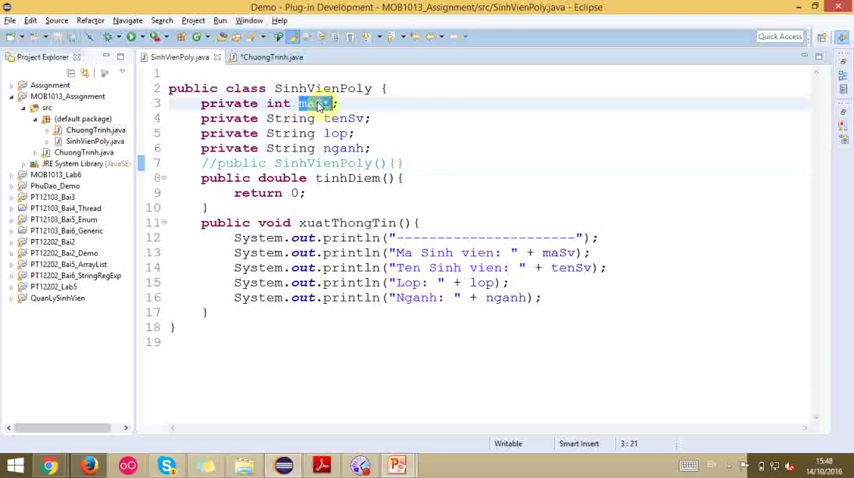 Demo - Plug-in Development - MOB1013_Assignment/src/SinhVienPoly.java - Eclipse
File Edit Source Refactor Navigate Search Project Run Window Help
Quick Access
Project Explorer
SinhVienPoly.java
*ChuongTrinh.java
Assignment
MOB1013_Assignment
src
(default package)
ChuongTrinh.java
SinhVienPoly.java
JRE System Library [JavaSE-
MOB1013_Lab6
PhuDao_Demo
PT12103_Bai3
PT12103_Bai4_Thread
PT12103_Bai5_Enum
PT12103_Bai6_Generic
PT12202_Bai2
PT12202_Bai2_Demo
PT12202_Bai5_ArrayList
PT12202_Bai6_StringRegExp
PT12202_Lab5
QuanLySinhVien
1
2 public class SinhVienPoly {
3 private int
4 private String tenSv;
5 private String lop;
6 private String nganh;
7 //public SinhVienPoly(){}
8 public double tinhDiem(){
9 return 0;
10 }
11 public void xuatThongTin(){
12 System.out.println("----------------------");
13 System.out.println("Ma Sinh vien: " + maSv);
14 System.out.println("Ten Sinh vien: " + tenSv);
15 System.out.println("Lop: " + lop);
16 System.out.println("Nganh: " + nganh);
17 }
18 }
19
Writable Smart Insert 3 : 21
15:48
14/10/2016